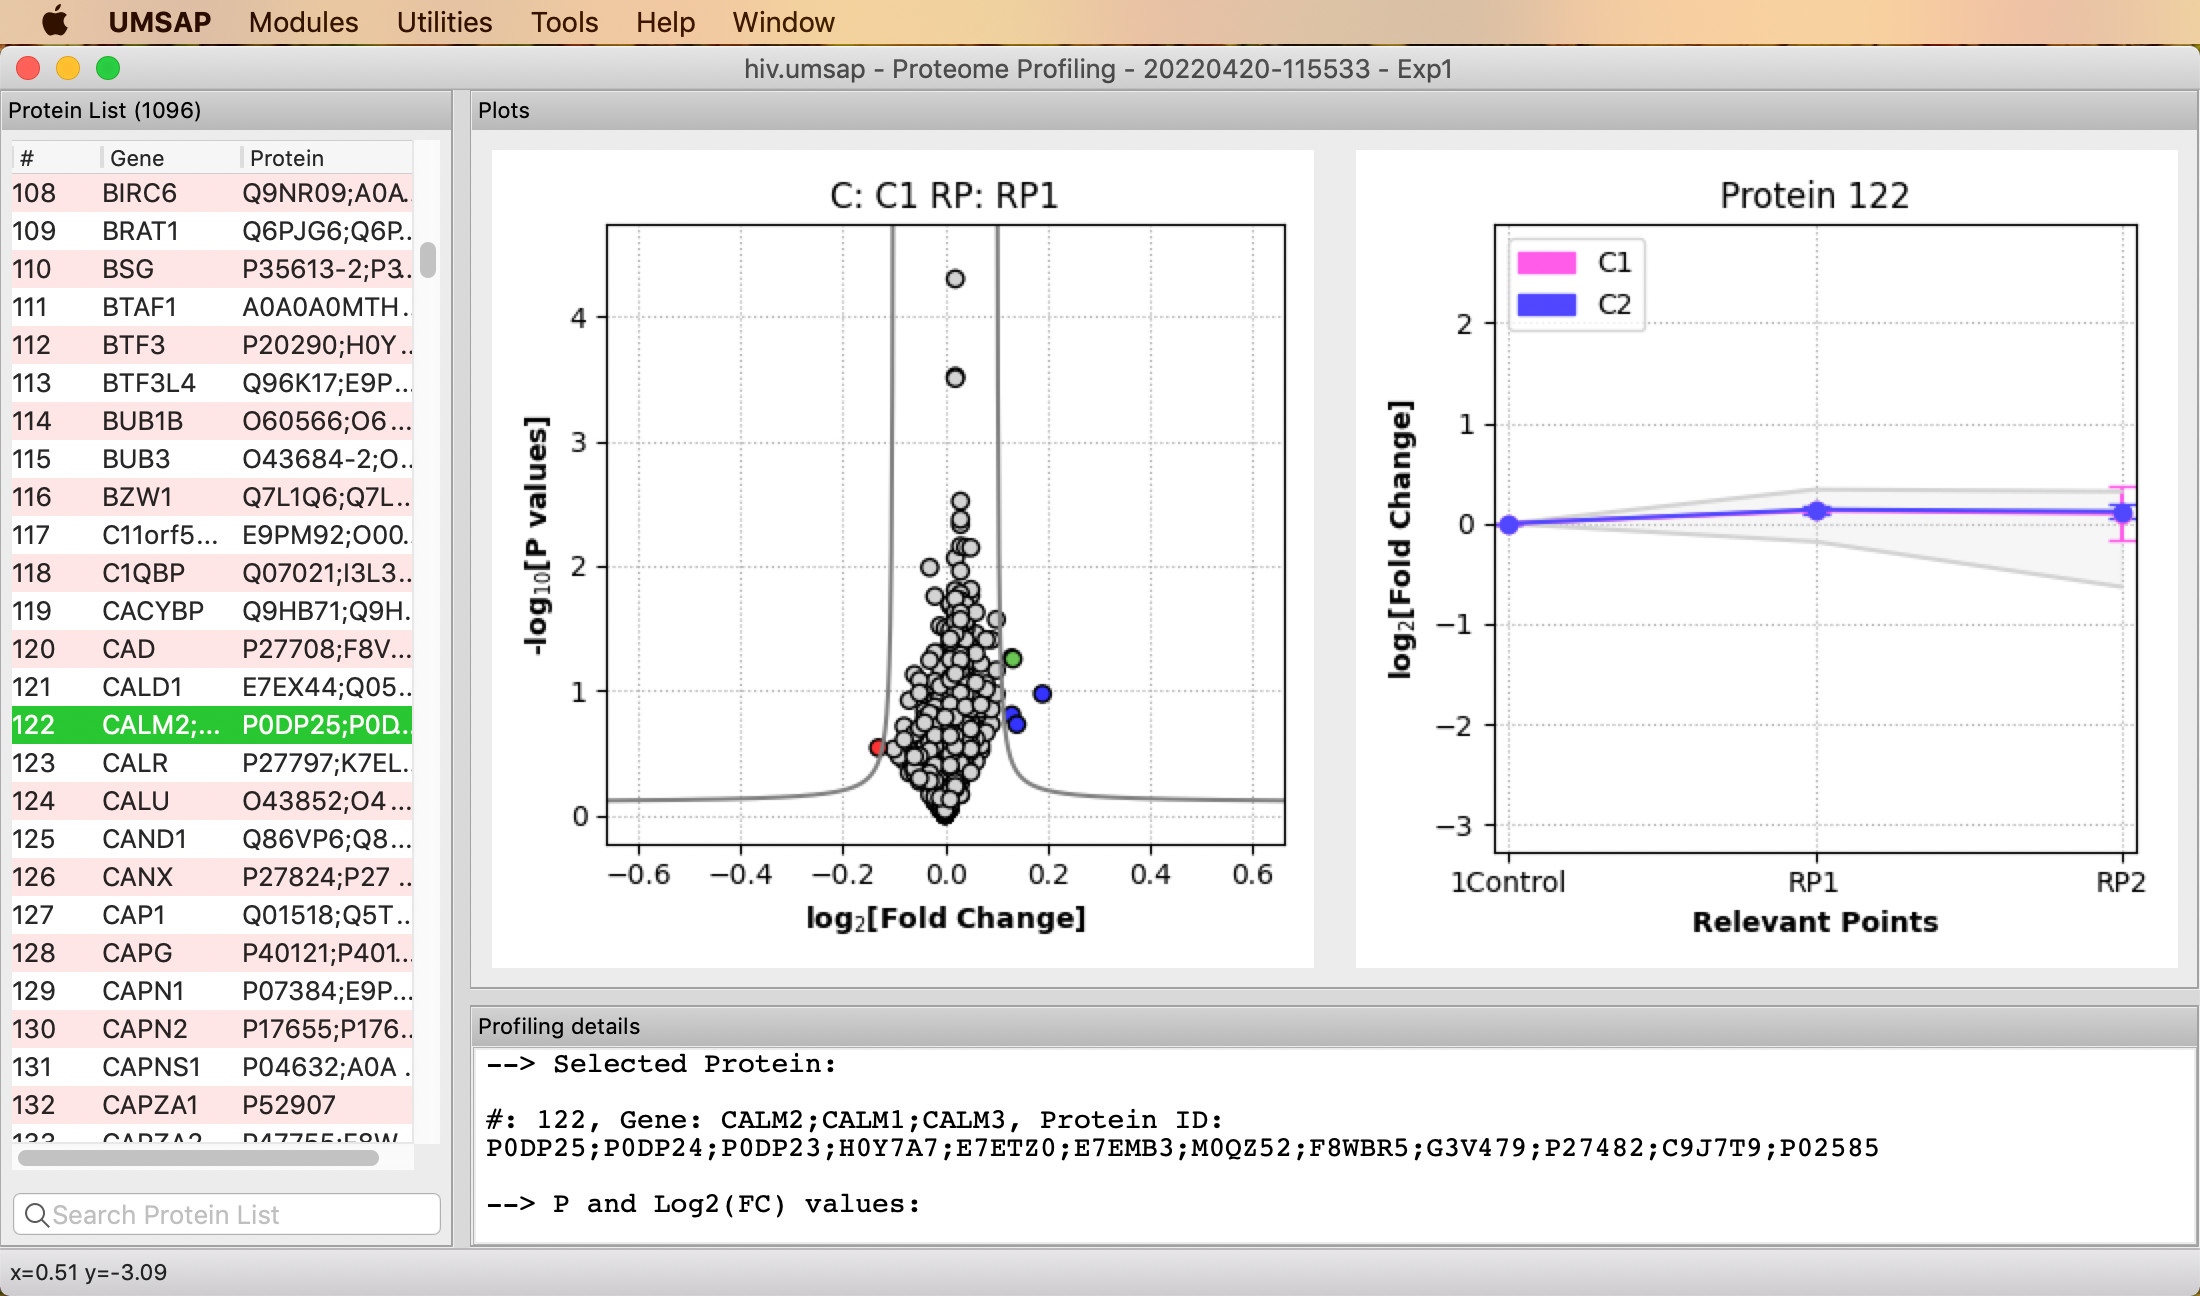 UMSAP Modules Utilities Tools Help Window
hiv.umsap - Proteome Profiling - 20220420-115533 - Exp1
Protein List (1096)
# Gene Protein
108 BIRC6 Q9NR09;A0A..
109 BRAT1 Q6PJG6;Q6P..
110 BSG P35613-2;P3..
111 BTAF1 A0A0A0MTH..
112 BTF3 P20290;H0Y..
113 BTF3L4 Q96K17;E9P...
114 BUB1B O60566;O6...
115 BUB3 O43684-2;O..
116 BZW1 Q7L1Q6;Q7L..
117 C11orf5... E9PM92;O00..
118 C1QBP Q07021;I3L3..
119 CACYBP Q9HB71;Q9H.
120 CAD P27708;F8V...
121 CALD1 E7EX44;Q05..
122 CALM2;... P0DP25;P0D..
123 CALR P27797;K7EL.
124 CALU O43852;O4...
125 CAND1 Q86VP6;Q8...
126 CANX P27824;P27 ..
127 CAP1 Q01518;Q5T..
128 CAPG P40121;P401...
129 CAPN1 P07384;E9P...
130 CAPN2 P17655;P176..
131 CAPNS1 P04632;A0A .
132 CAPZA1 P52907
133 CAPZA2 P47755;F8W
Search Protein List
x=0.51 y=-3.09
Plots
C: C1 RP: RP1
-log10[P values]
4
3
2
1
0
−0.6 −0.4 −0.2 0.0 0.2 0.4 0.6
log2[Fold Change]
Protein 122
C1
C2
log2[Fold Change]
2
1
0
−1
−2
−3
1Control RP1 RP2
Relevant Points
Profiling details
--> Selected Protein:
#: 122, Gene: CALM2;CALM1;CALM3, Protein ID:
P0DP25;P0DP24;P0DP23;H0Y7A7;E7ETZ0;E7EMB3;M0QZ52;F8WBR5;G3V479;P27482;C9J7T9;P02585
--> P and Log2(FC) values: